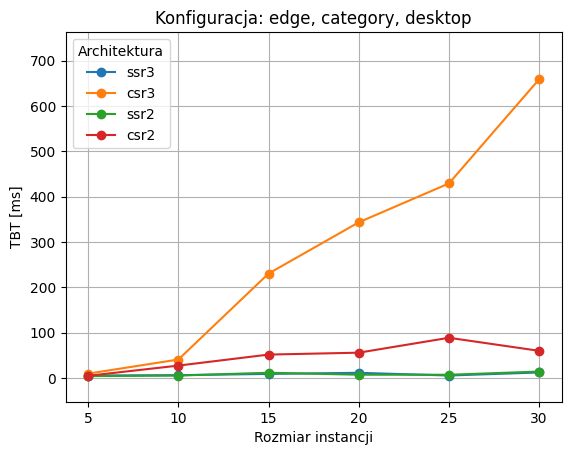 Konfiguracja: edge, category, desktop
Architektura
ssr3
csr3
ssr2
csr2
TBT [ms]
700
600
500
400
300
200
100
0
5 10 15 20 25 30
Rozmiar instancji